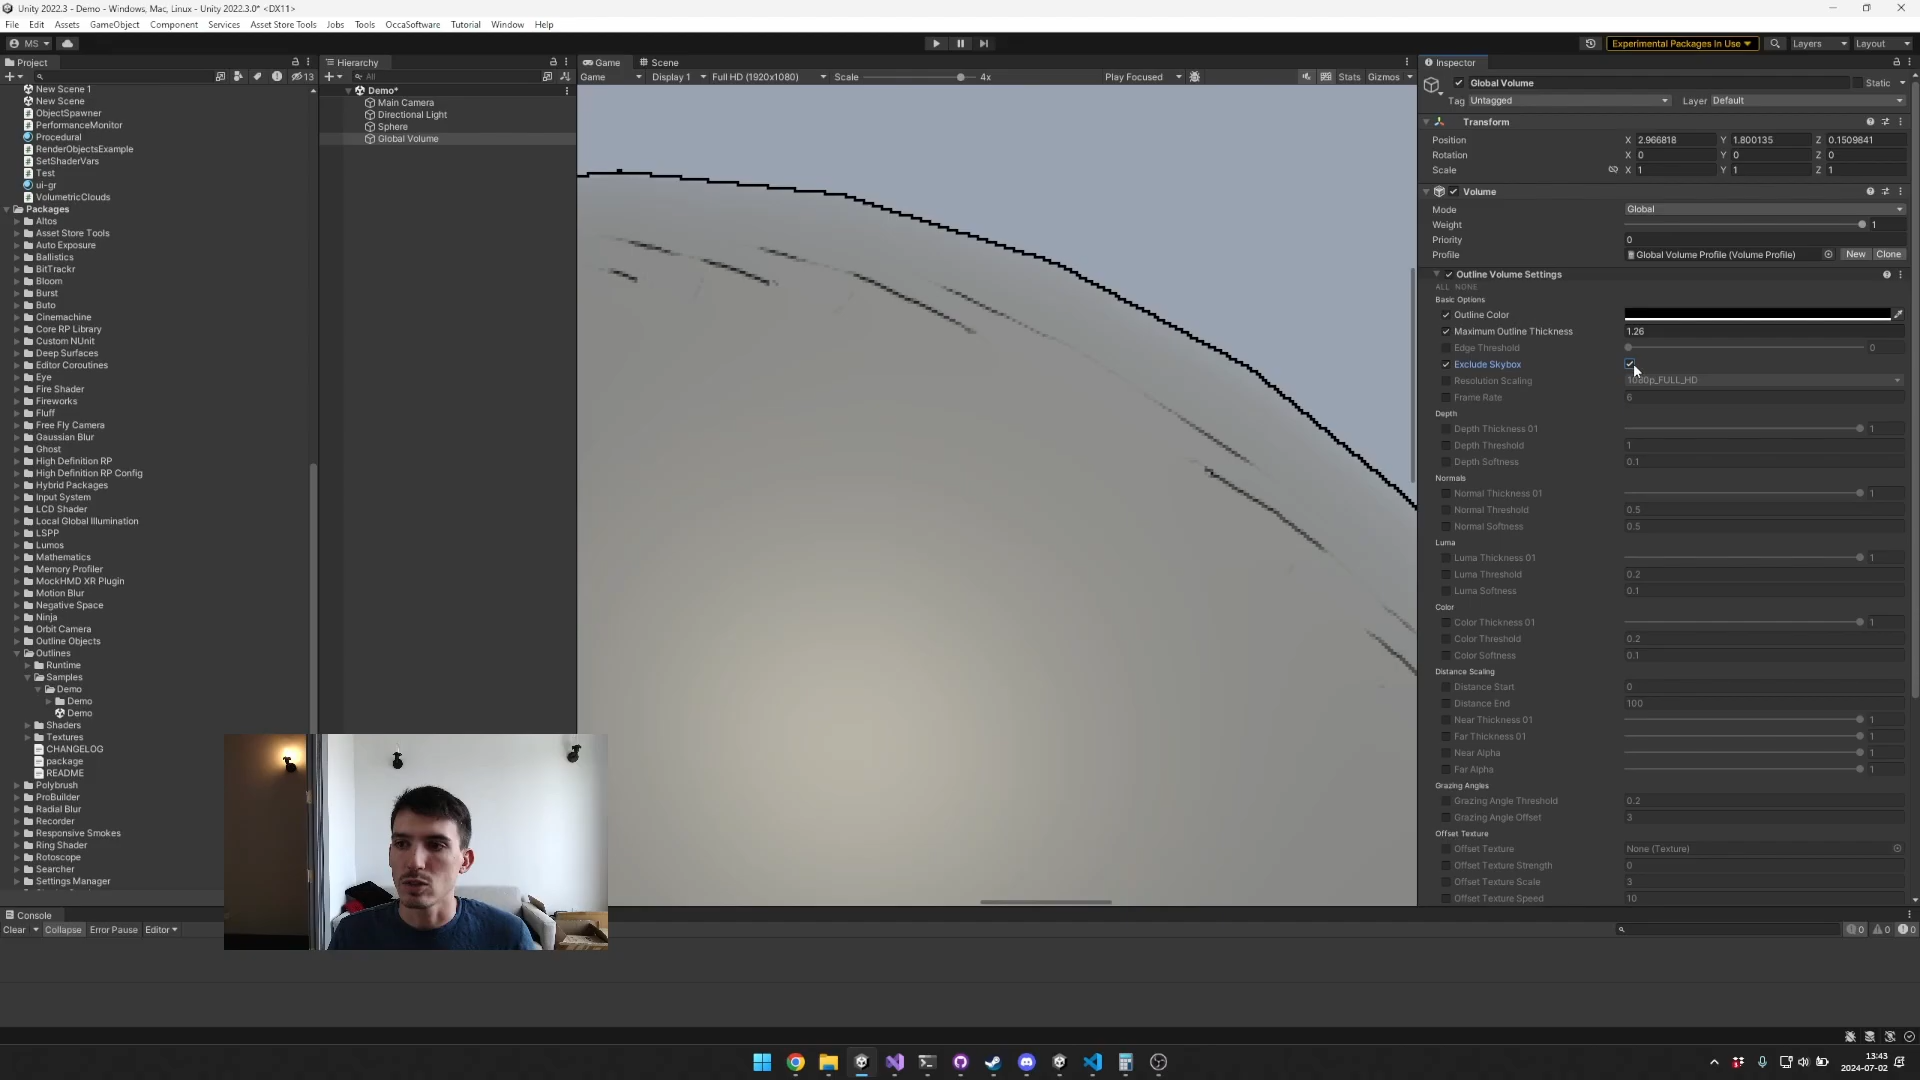 Unity 2022.3 - Demo - Windows, Mac, Linux - Unity 2022.3.0* <DX11>
File Edit Assets GameObject Component Services Asset Store Tools Jobs Tools OccaSoftware Tutorial Window Help
MS
Experimental Packages In Use
Layers
Layout
Project
13
New Scene 1
New Scene
ObjectSpawner
PerformanceMonitor
Procedural
RenderObjectsExample
SetShaderVars
Test
ui-gr
VolumetricClouds
Packages
Altos
Asset Store Tools
Auto Exposure
Ballistics
BitTrackr
Bloom
Burst
Buto
Cinemachine
Core RP Library
Custom NUnit
Deep Surfaces
Editor Coroutines
Eye
Fire Shader
Fireworks
Fluff
Free Fly Camera
Gaussian Blur
Ghost
High Definition RP
High Definition RP Config
Hybrid Packages
Input System
LCD Shader
Local Global Illumination
LSPP
Lumos
Mathematics
Memory Profiler
MockHMD XR Plugin
Motion Blur
Negative Space
Ninja
Orbit Camera
Outline Objects
Outlines
Runtime
Samples
Demo
Demo
Demo
Shaders
Textures
CHANGELOG
package
README
Polybrush
ProBuilder
Radial Blur
Recorder
Responsive Smokes
Ring Shader
Rotoscope
Searcher
Settings Manager
Hierarchy
All
Demo*
Main Camera
Directional Light
Sphere
Global Volume
Game Scene
Game Display 1 Full HD (1920x1080) Scale 4x Play Focused Stats Gizmos
Inspector
Global Volume Static
Tag Untagged Layer Default
Transform
Position X 2.966818 Y 1.800135 Z 0.1509841
Rotation X 0 Y 0 Z 0
Scale X 1 Y 1 Z 1
Volume
Mode Global
Weight 1
Priority 0
Profile Global Volume Profile (Volume Profile) New Clone
Outline Volume Settings
ALL NONE
Basic Options
Outline Color
Maximum Outline Thickness 1.26
Edge Threshold 0
Exclude Skybox
Resolution Scaling 1080p_FULL_HD
Frame Rate 6
Depth
Depth Thickness 01 1
Depth Threshold 1
Depth Softness 0.1
Normals
Normal Thickness 01 1
Normal Threshold 0.5
Normal Softness 0.5
Luma
Luma Thickness 01 1
Luma Threshold 0.2
Luma Softness 0.1
Color
Color Thickness 01 1
Color Threshold 0.2
Color Softness 0.1
Distance Scaling
Distance Start 0
Distance End 100
Near Thickness 01 1
Far Thickness 01 1
Near Alpha 1
Far Alpha 1
Grazing Angles
Grazing Angle Threshold 0.2
Grazing Angle Offset 3
Offset Texture
Offset Texture None (Texture)
Offset Texture Strength 0
Offset Texture Scale 3
Offset Texture Speed 10
Console
Clear Collapse Error Pause Editor
0 0 0
13:43
2024-07-02